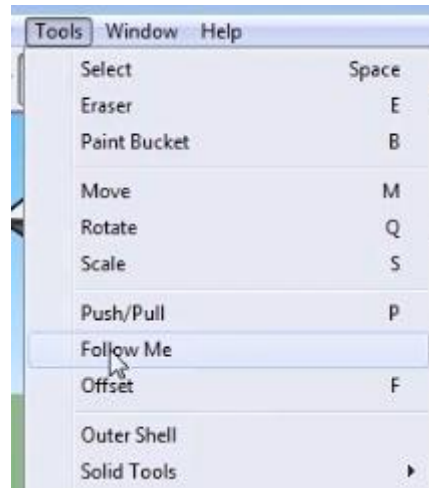 Tools Window Help
Select Space
Eraser E
Paint Bucket B
Move M
Rotate Q
Scale S
Push/Pull P
Follow Me
Offset F
Outer Shell
Solid Tools